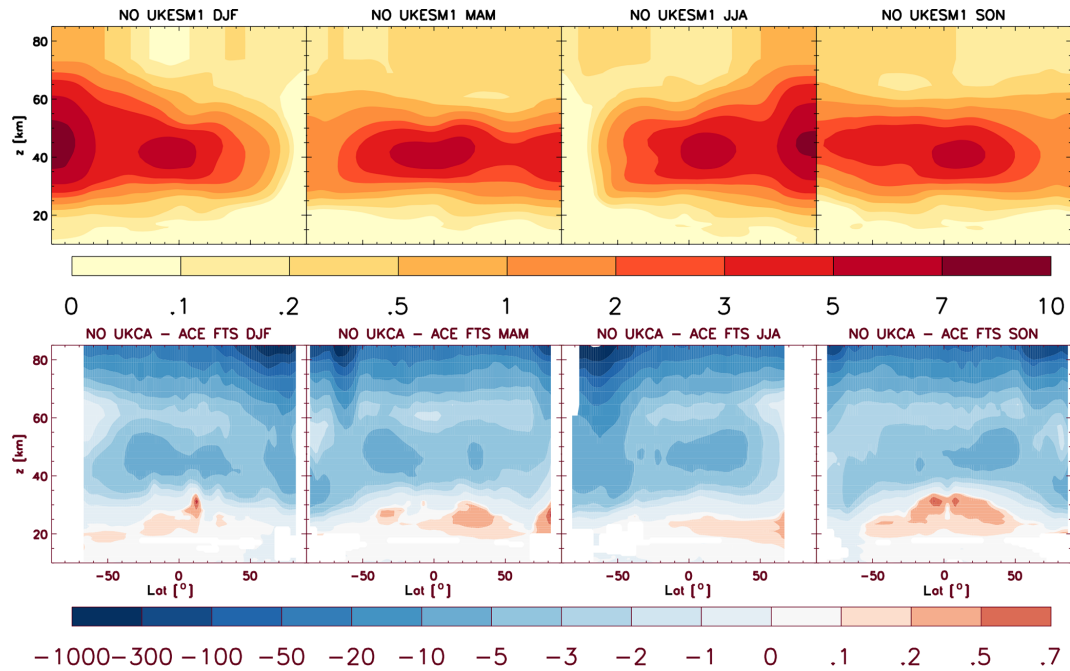 NO UKESM1 DJF NO UKESM1 MAM NO UKESM1 JJA NO UKESM1 SON
80
60
z [km]
40
20
0 .1 .2 .5 1 2 3 5 7 10
NO UKCA - ACE FTS DJF NO UKCA - ACE FTS MAM NO UKCA - ACE FTS JJA NO UKCA - ACE FTS SON
80
60
z [km]
40
20
-50 0 50 -50 0 50 -50 0 50 -50 0 50
Lat [°] Lat [°] Lat [°] Lat [°]
-1000 -300 -100 -50 -20 -10 -5 -3 -2 -1 0 .1 .2 .5 .7